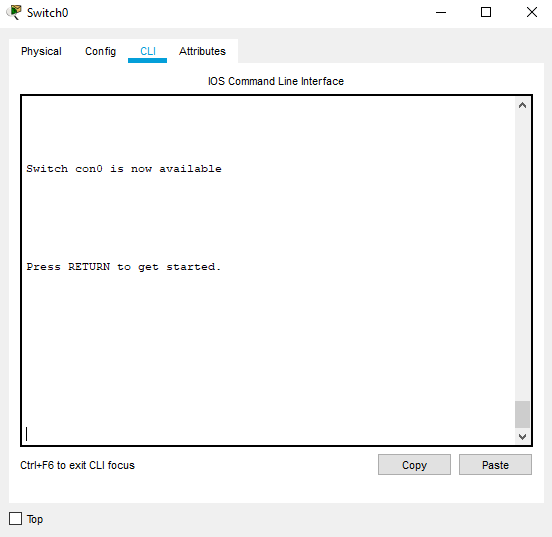 Switch0
Physical Config CLI Attributes
IOS Command Line Interface
Switch con0 is now available
Press RETURN to get started.
Ctrl+F6 to exit CLI focus
Copy Paste
Top